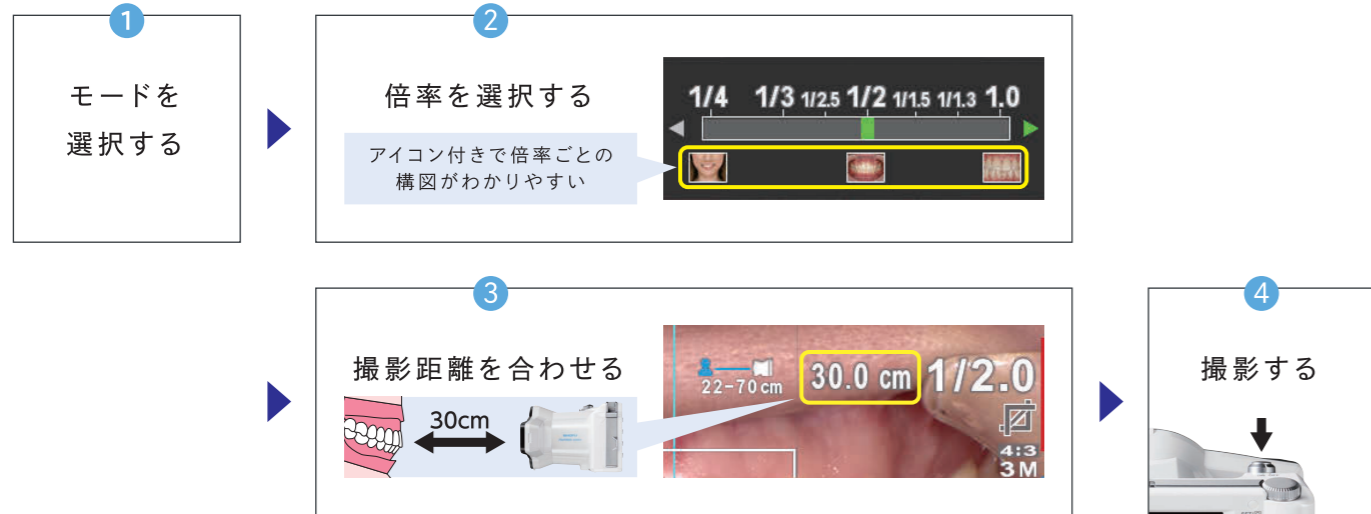 1
モードを
選択する
2
倍率を選択する
アイコン付きで倍率ごとの
構図がわかりやすい
1/4 1/3 1/2.5 1/2 1/1.5 1/1.3 1.0
3
撮影距離を合わせる
30cm
22-70cm
30.0 cm
1/2.0
4:3
3M
4
撮影する